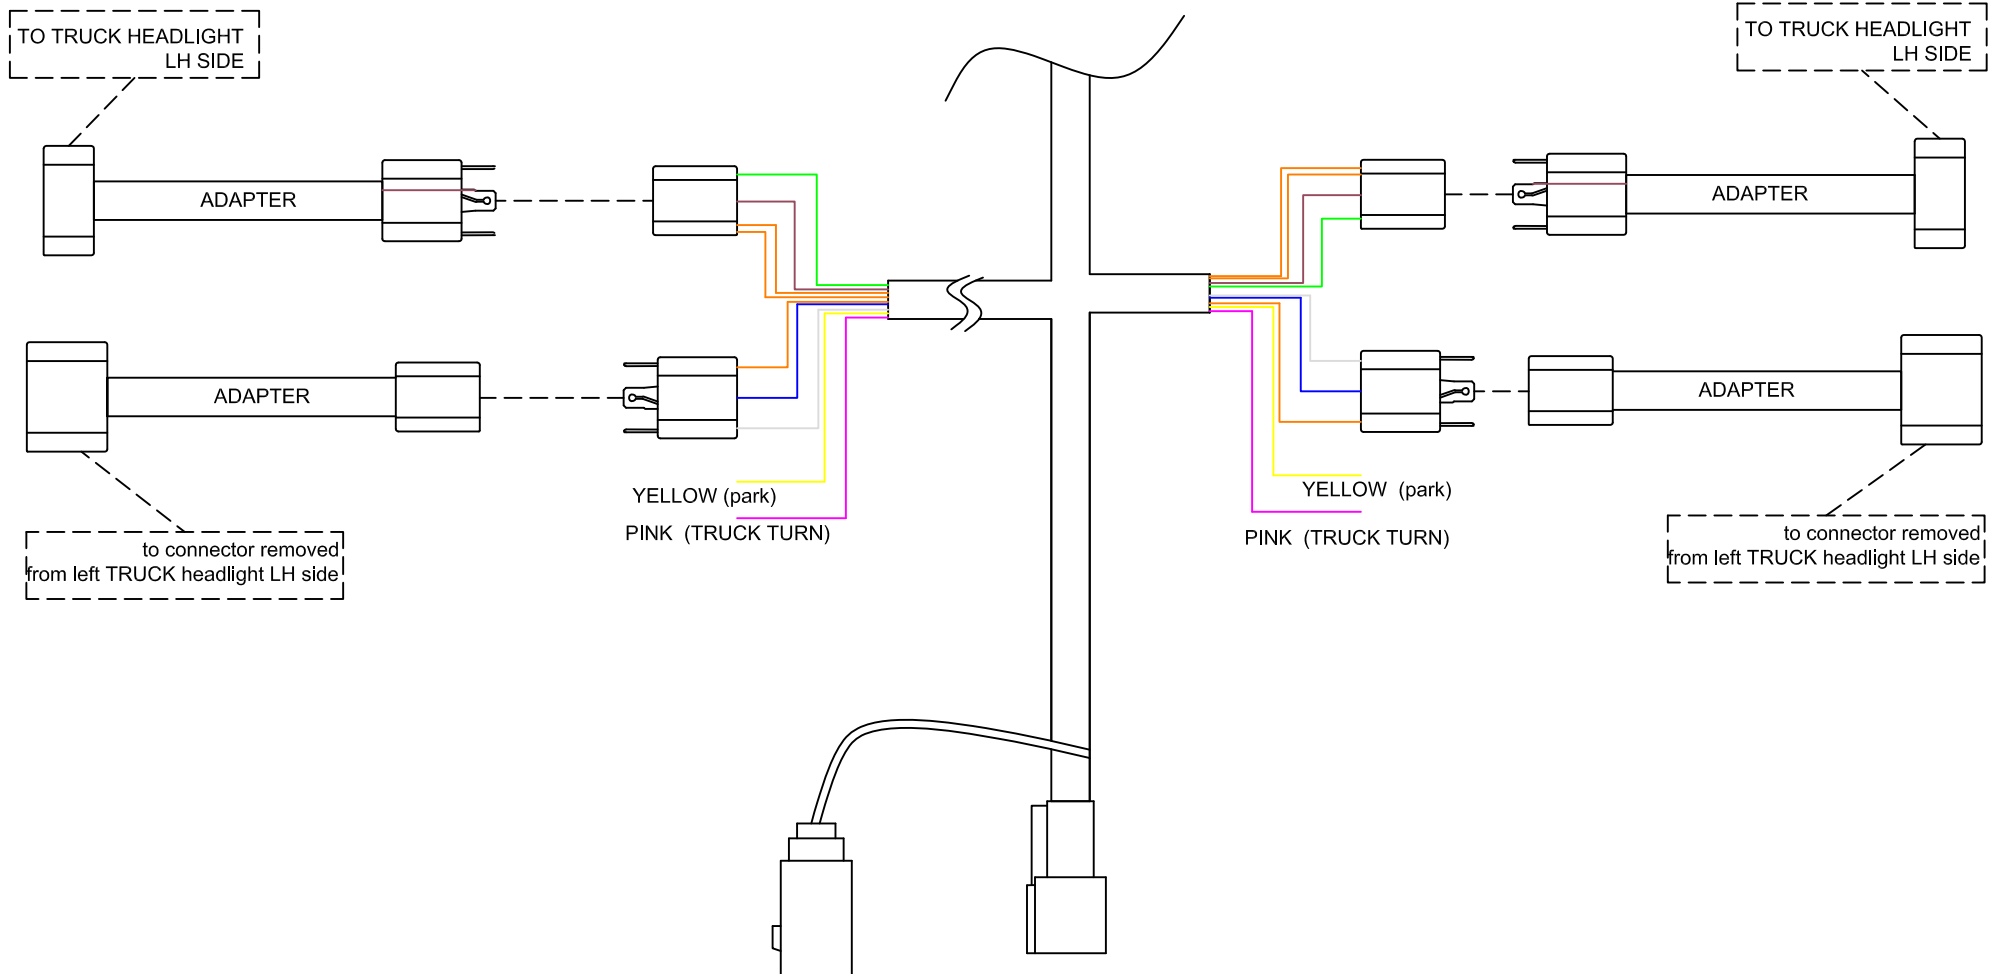 TO TRUCK HEADLIGHT
LH SIDE
TO TRUCK HEADLIGHT
LH SIDE
ADAPTER
ADAPTER
ADAPTER
ADAPTER
YELLOW (park)
PINK (TRUCK TURN)
YELLOW (park)
PINK (TRUCK TURN)
to connector removed
from left TRUCK headlight LH side
to connector removed
from left TRUCK headlight LH side